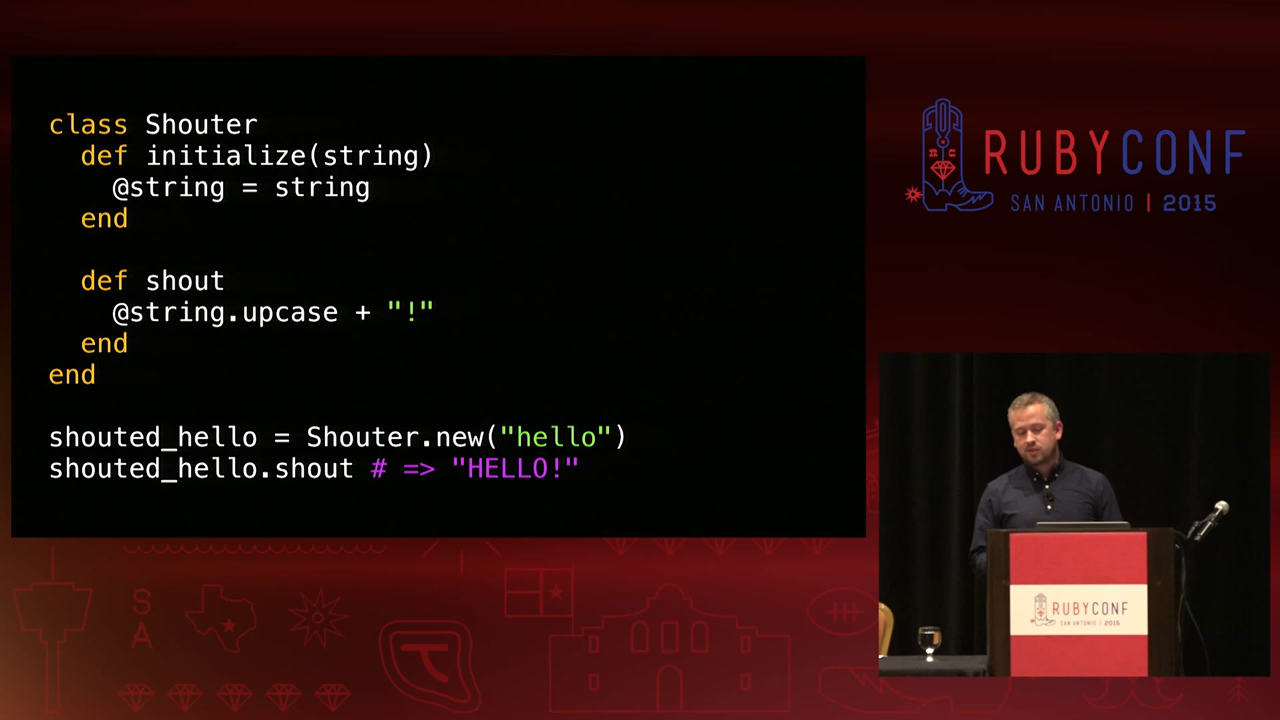 class Shouter
  def initialize(string)
    @string = string
  end

  def shout
    @string.upcase + "!"
  end
end

shouted_hello = Shouter.new("hello")
shouted_hello.shout # => "HELLO!"
RUBYCONF
SAN ANTONIO | 2015
RUBYCONF
SAN ANTONIO | 2015
S
A